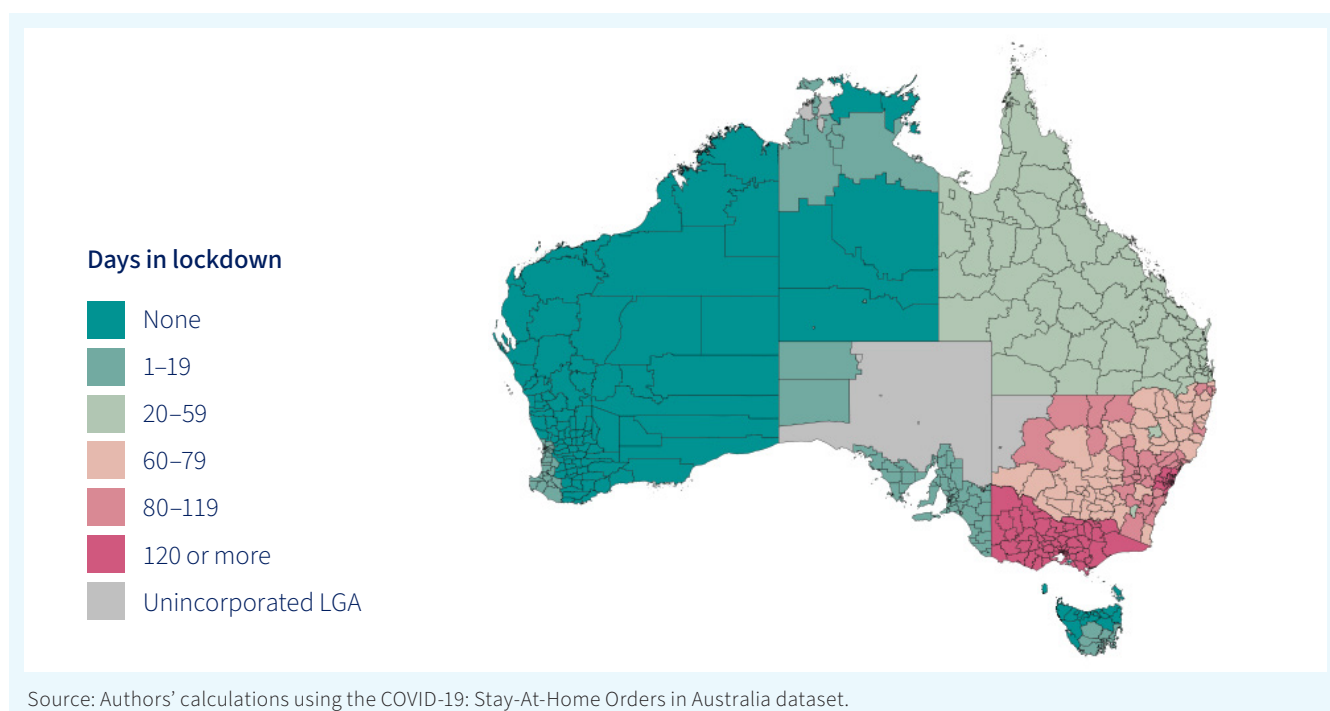 Days in lockdown
None
1–19
20–59
60–79
80–119
120 or more
Unincorporated LGA
Source: Authors’ calculations using the COVID-19: Stay-At-Home Orders in Australia dataset.